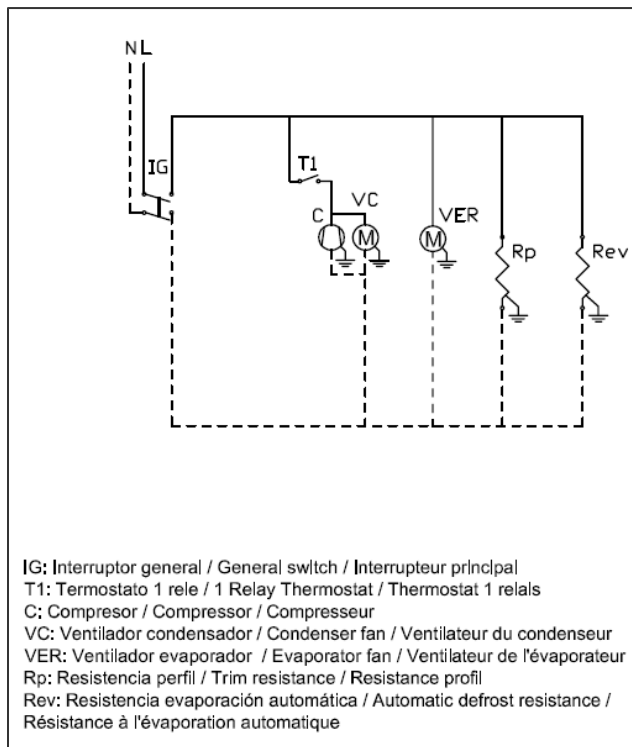 N L
IG
T1
C
VC
M
VER
M
Rp
Rev
IG: Interruptor general / General switch / Interrupteur principal
T1: Termostato 1 rele / 1 Relay Thermostat / Thermostat 1 relais
C: Compresor / Compressor / Compresseur
VC: Ventilador condensador / Condenser fan / Ventilateur du condenseur
VER: Ventilador evaporador / Evaporator fan / Ventilateur de l'évaporateur
Rp: Resistencia perfil / Trim resistance / Resistance profil
Rev: Resistencia evaporación automática / Automatic defrost resistance /
Résistance à l'évaporation automatique